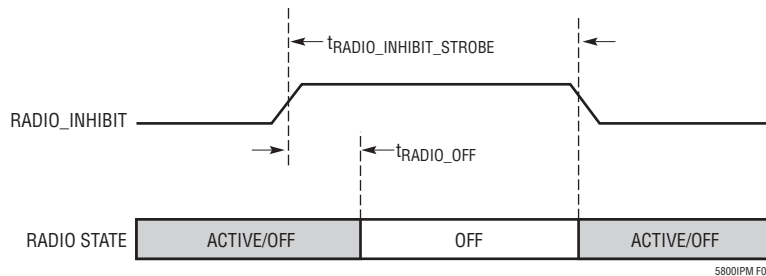 tRADIO_INHIBIT_STROBE
RADIO_INHIBIT
tRADIO_OFF
RADIO STATE ACTIVE/OFF OFF ACTIVE/OFF
5800IPM F0